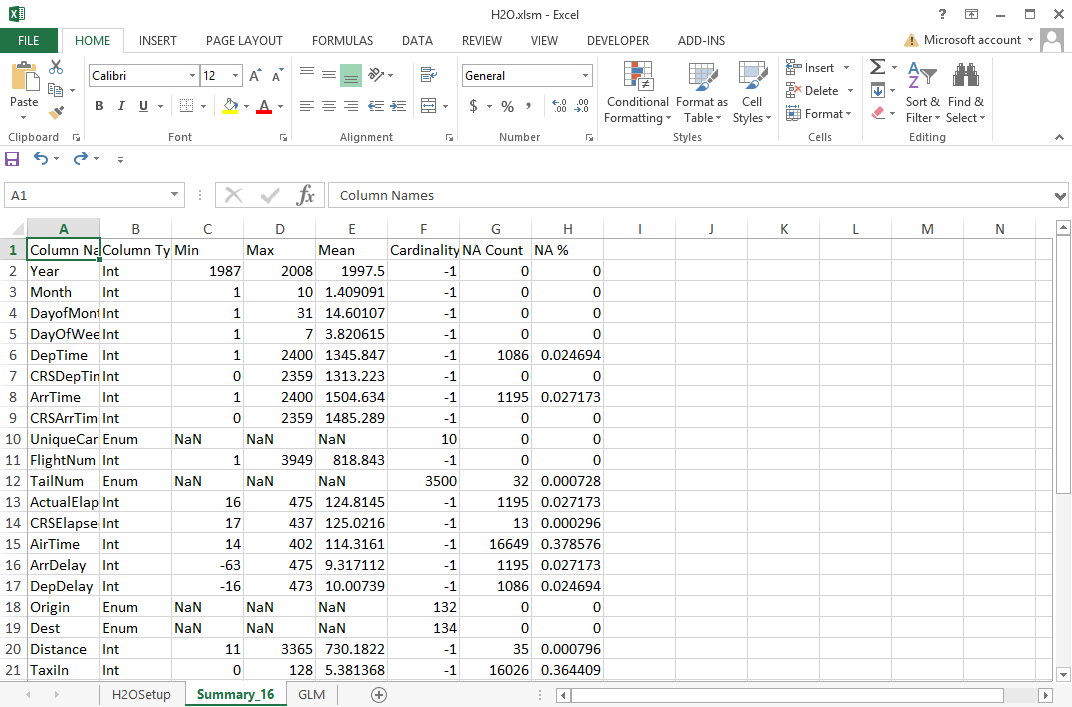 H2O.xlsm - Excel
FILE HOME INSERT PAGE LAYOUT FORMULAS DATA REVIEW VIEW DEVELOPER ADD-INS Microsoft account
Calibri 12 General Insert
Paste B I U A $ % , Conditional Formatting Format as Table Cell Styles Delete Sort & Filter Find & Select
Format
Clipboard Font Alignment Number Styles Cells Editing
A1 fx Column Names
A B C D E F G H I J K L M N
1 Column Na Column Ty Min Max Mean Cardinality NA Count NA %
2 Year Int 1987 2008 1997.5 -1 0 0
3 Month Int 1 10 1.409091 -1 0 0
4 DayofMont Int 1 31 14.60107 -1 0 0
5 DayOfWee Int 1 7 3.820615 -1 0 0
6 DepTime Int 1 2400 1345.847 -1 1086 0.024694
7 CRSDepTim Int 0 2359 1313.223 -1 0 0
8 ArrTime Int 1 2400 1504.634 -1 1195 0.027173
9 CRSArrTim Int 0 2359 1485.289 -1 0 0
10 UniqueCar Enum NaN NaN NaN 10 0 0
11 FlightNum Int 1 3949 818.843 -1 0 0
12 TailNum Enum NaN NaN NaN 3500 32 0.000728
13 ActualElap Int 16 475 124.8145 -1 1195 0.027173
14 CRSElapse Int 17 437 125.0216 -1 13 0.000296
15 AirTime Int 14 402 114.3161 -1 16649 0.378576
16 ArrDelay Int -63 475 9.317112 -1 1195 0.027173
17 DepDelay Int -16 473 10.00739 -1 1086 0.024694
18 Origin Enum NaN NaN NaN 132 0 0
19 Dest Enum NaN NaN NaN 134 0 0
20 Distance Int 11 3365 730.1822 -1 35 0.000796
21 TaxiIn Int 0 128 5.381368 -1 16026 0.364409
H2OSetup Summary_16 GLM